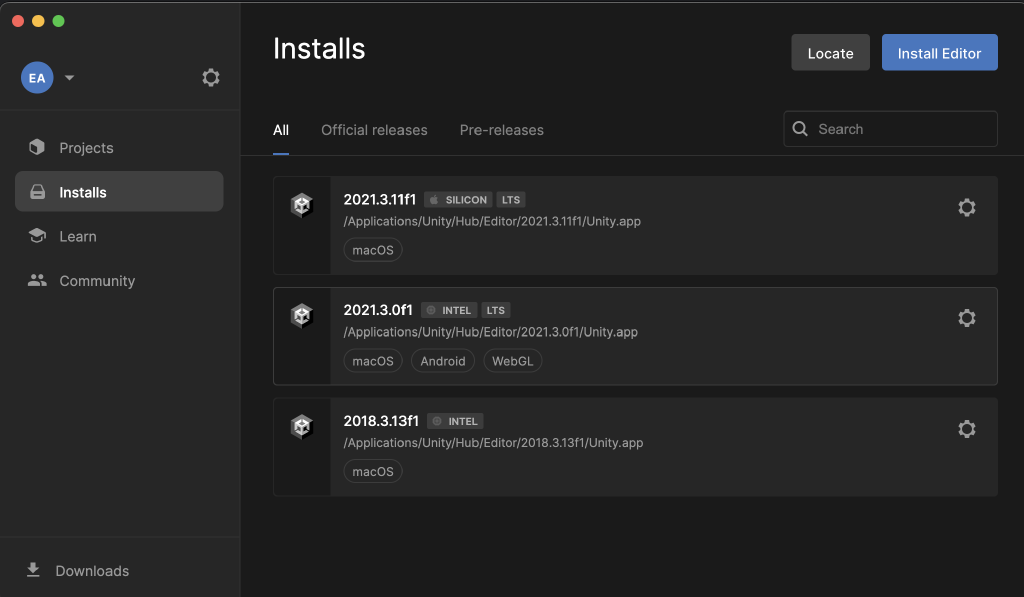 Installs
Locate
Install Editor
EA
All
Official releases
Pre-releases
Search
Projects
Installs
Learn
Community
Downloads
2021.3.11f1 SILICON LTS
/Applications/Unity/Hub/Editor/2021.3.11f1/Unity.app
macOS
2021.3.0f1 INTEL LTS
/Applications/Unity/Hub/Editor/2021.3.0f1/Unity.app
macOS Android WebGL
2018.3.13f1 INTEL
/Applications/Unity/Hub/Editor/2018.3.13f1/Unity.app
macOS